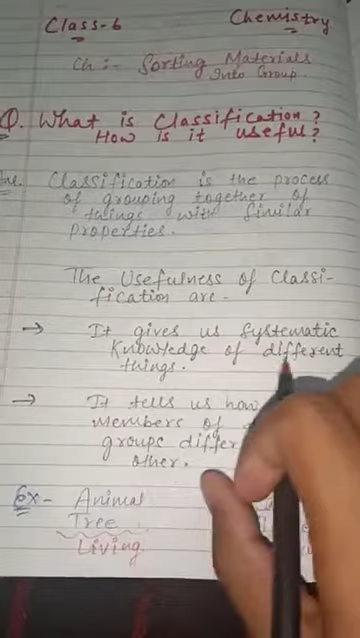 Class-6 Chemistry
Ch :- Sorting Materials
Into Group.
Q. What is Classification?
How is it useful?
Ans. Classification is the process
of grouping together of
things with Similar
properties.
The Usefulness of Classi-
fication are -
→ It gives us Systematic
Knowledge of different
things.
→ It tells us how
members of
groups differ
other.
Ex- Animal
Tree
Living